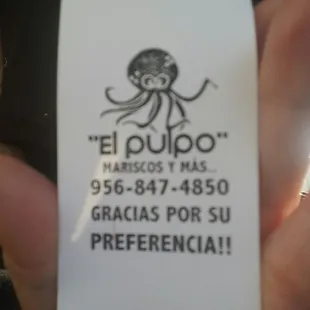 "El pulpo"
MARISCOS Y MÁS...
956-847-4850
GRACIAS POR SU
PREFERENCIA!!